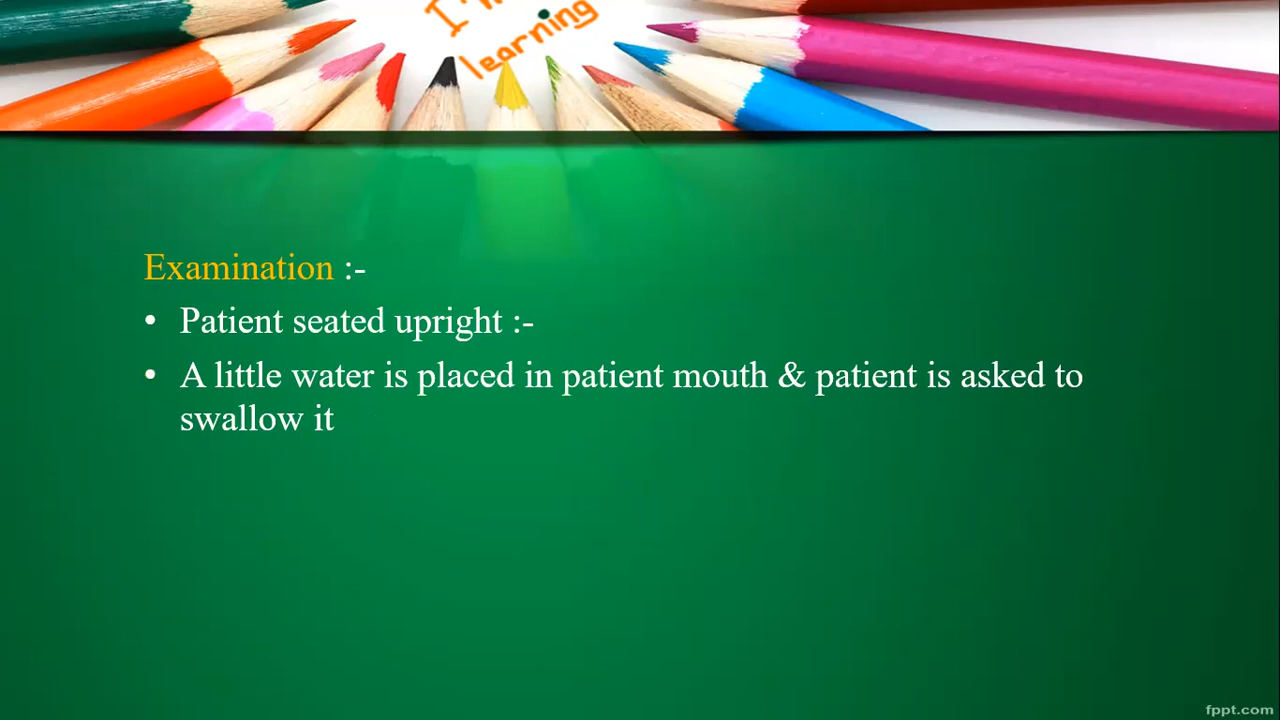 learning
Examination :-
• Patient seated upright :-
• A little water is placed in patient mouth & patient is asked to
swallow it
fppt.com